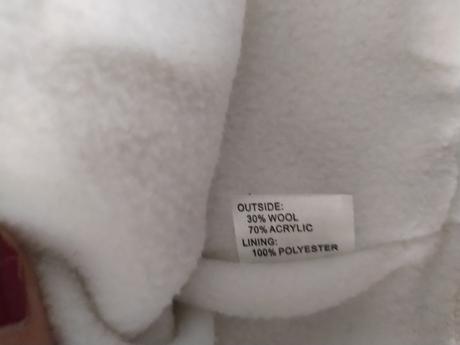 OUTSIDE:
30% WOOL
70% ACRYLIC
LINING:
100% POLYESTER